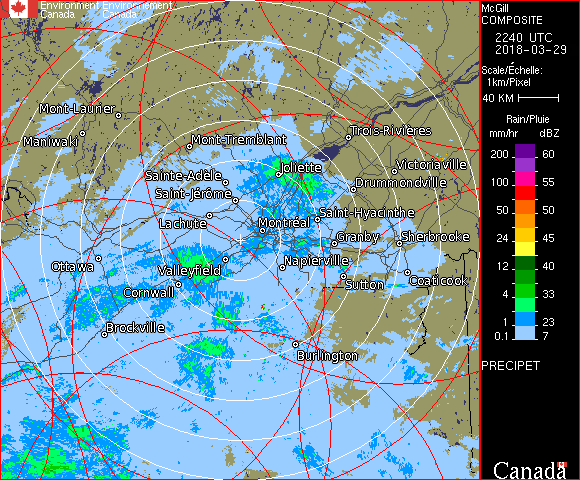 Environment Environnement
Canada Canada
McGill
COMPOSITE
2240 UTC
2018-03-29
Scale/Échelle:
1km/Pixel
40 KM
Rain/Pluie
mm/hr dBZ
200 60
100 55
50 50
24 45
12 40
4 33
1 23
0.1 7
PRECIPET
Canada
Mont-Laurier
Maniwaki
Mont-Tremblant
Trois-Rivières
Joliette
Victoriaville
Sainte-Adèle
Drummondville
Saint-Jérôme
Lachute
Saint-Hyacinthe
Montréal
Granby
Sherbrooke
Ottawa
Valleyfield
Napierville
Cornwall
Sutton
Coaticook
Brockville
Burlington